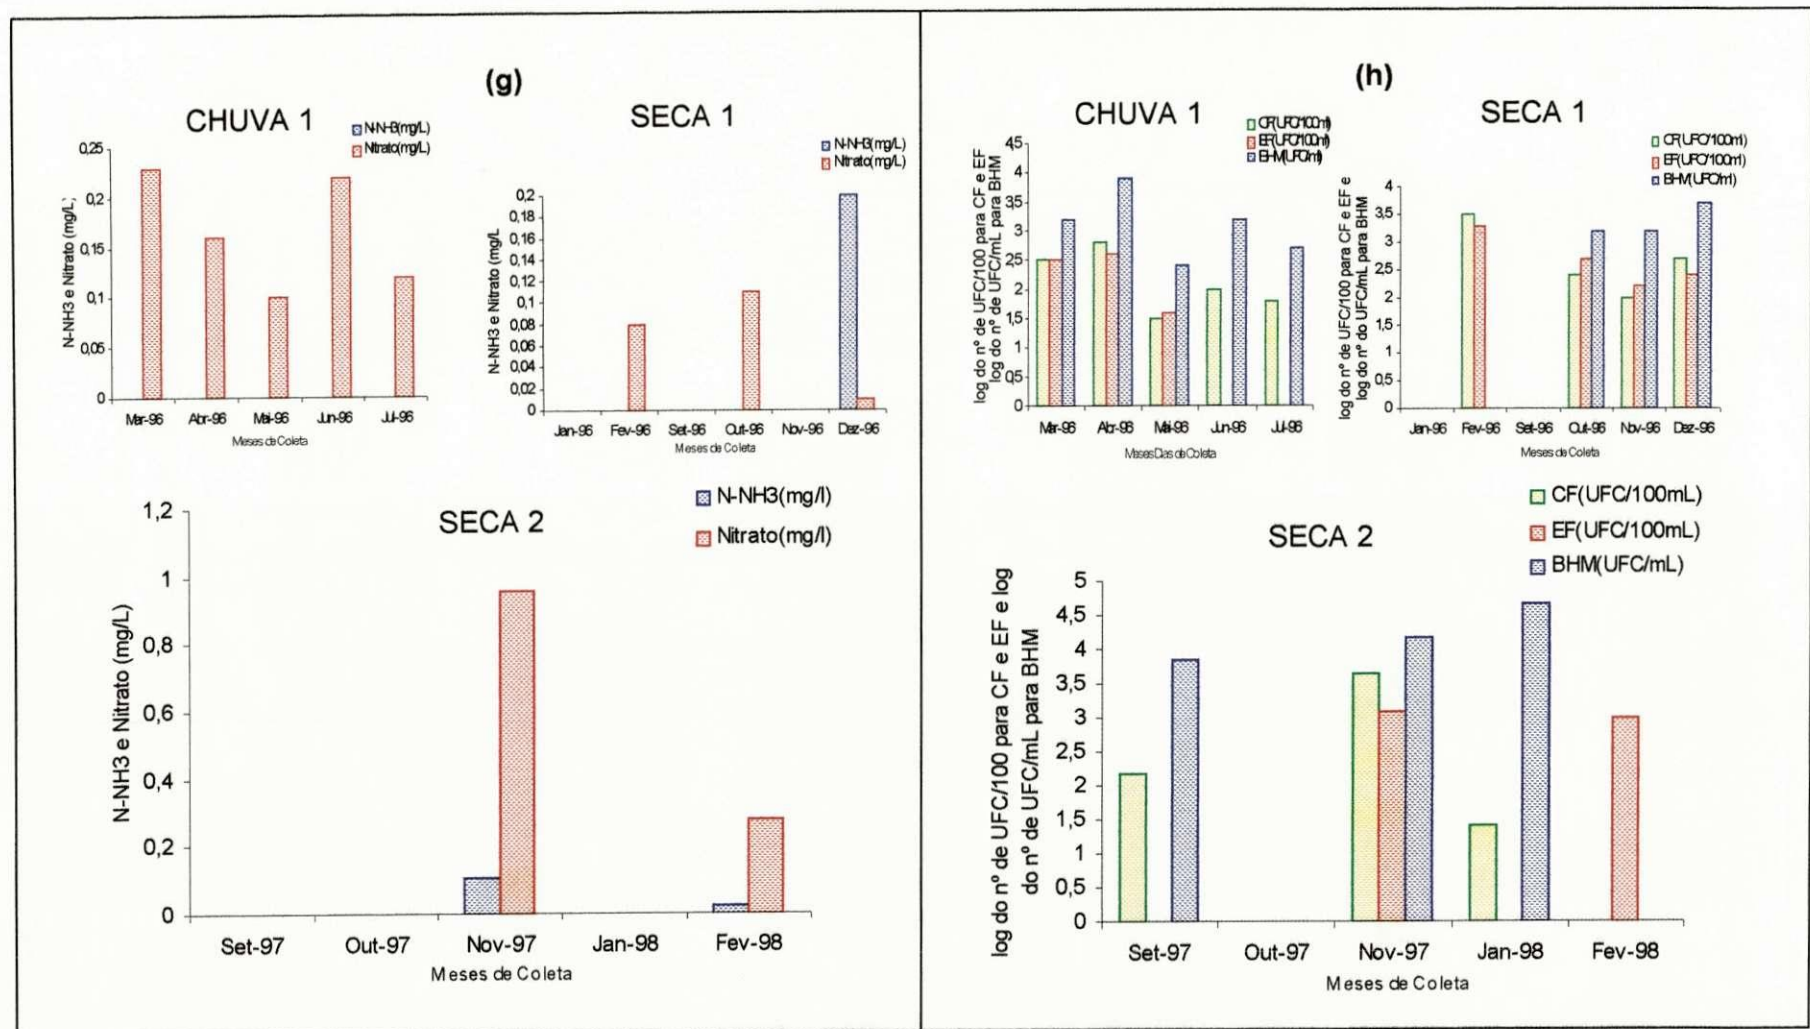 (g)
CHUVA 1
N-NH3(mg/L)
Nitrato(mg/L)
N-NH3 e Nitrato (mg/L)
0,25
0,2
0,15
0,1
0,05
0
Mar-96 Abr-96 Mai-96 Jun-96 Jul-96
Meses de Coleta
SECA 1
N-NH3(mg/L)
Nitrato(mg/L)
N-NH3 e Nitrato (mg/L
0,2
0,18
0,16
0,14
0,12
0,1
0,08
0,06
0,04
0,02
0
Jan-96 Fev-96 Set-96 Out-96 Nov-96 Dez-96
Meses de Coleta
SECA 2
N-NH3(mg/l)
Nitrato(mg/l)
N-NH3 e Nitrato (mg/L)
1,2
1
0,8
0,6
0,4
0,2
0
Set-97 Out-97 Nov-97 Jan-98 Fev-98
Meses de Coleta
(h)
CHUVA 1
CF(UFC/100ml)
EF(UFC/100ml)
BHM(UFC/ml)
log do nº de UFC/100 para CF e EF
log do nº de UFC/mL para BHM
4,5
4
3,5
3
2,5
2
1,5
1
0,5
0
Mar-96 Abr-96 Mai-96 Jun-96 Jul-96
Meses Dias de Coleta
SECA 1
CF(UFC/100ml)
EF(UFC/100ml)
BHM(UFC/ml)
log do nº de UFC/100 para CF e EF e
log do nº do UFC/mL para BHM
4
3,5
3
2,5
2
1,5
1
0,5
0
Jan-96 Fev-96 Set-96 Out-96 Nov-96 Dez-96
Meses de Coleta
SECA 2
CF(UFC/100mL)
EF(UFC/100mL)
BHM(UFC/mL)
log do nº de UFC/100 para CF e EF e log
do nº de UFC/mL para BHM
5
4,5
4
3,5
3
2,5
2
1,5
1
0,5
0
Set-97 Out-97 Nov-97 Jan-98 Fev-98
Meses de Coleta